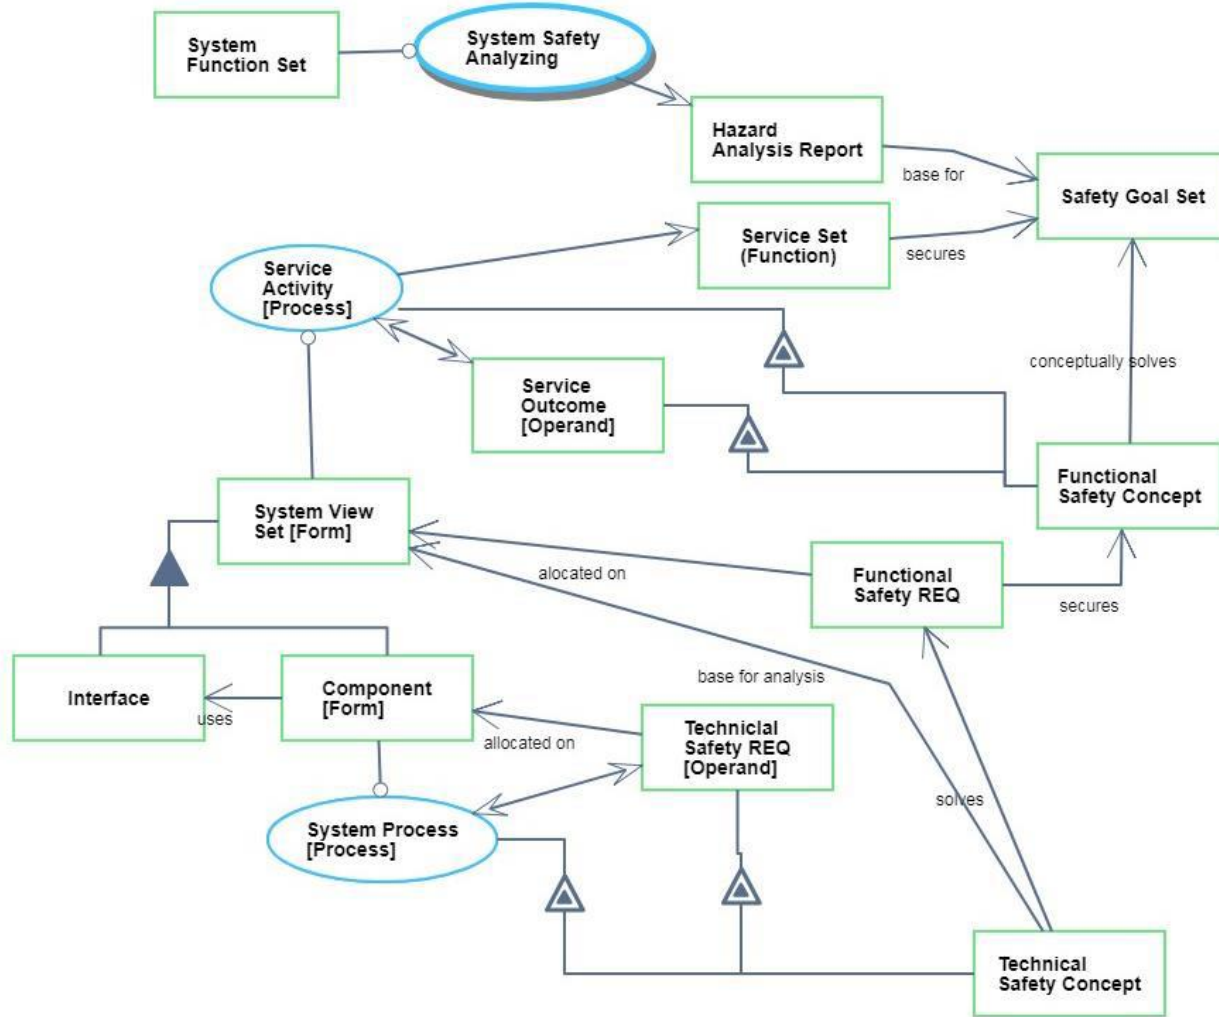 System
Function Set
System Safety
Analyzing
Hazard
Analysis Report
base for
Safety Goal Set
Service Set
(Function)
secures
Service
Activity
[Process]
conceptually solves
Service
Outcome
[Operand]
Functional
Safety Concept
System View
Set [Form]
alocated on
Functional
Safety REQ
secures
Interface
uses
Component
[Form]
base for analysis
allocated on
Techniclal
Safety REQ
[Operand]
solves
System Process
[Process]
Technical
Safety Concept